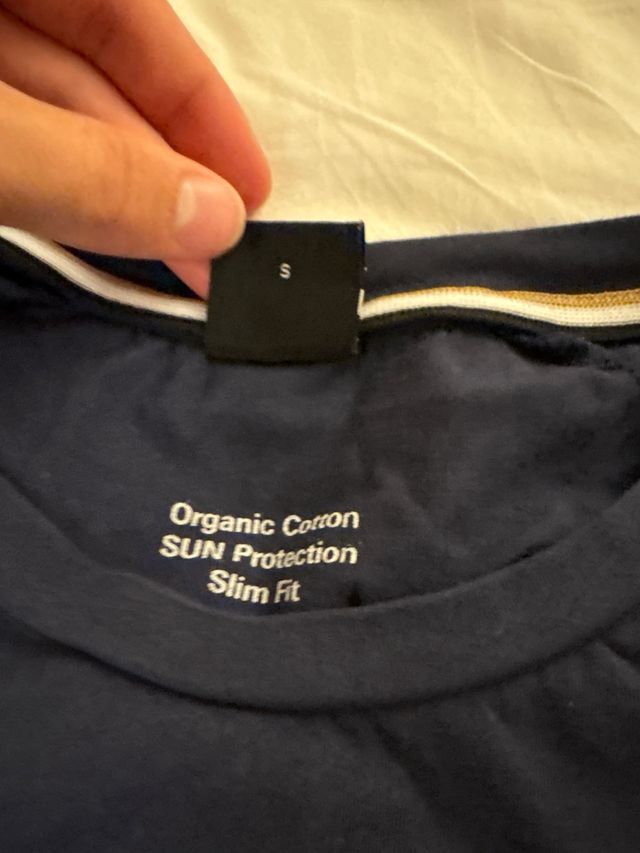 S
Organic Cotton
SUN Protection
Slim Fit